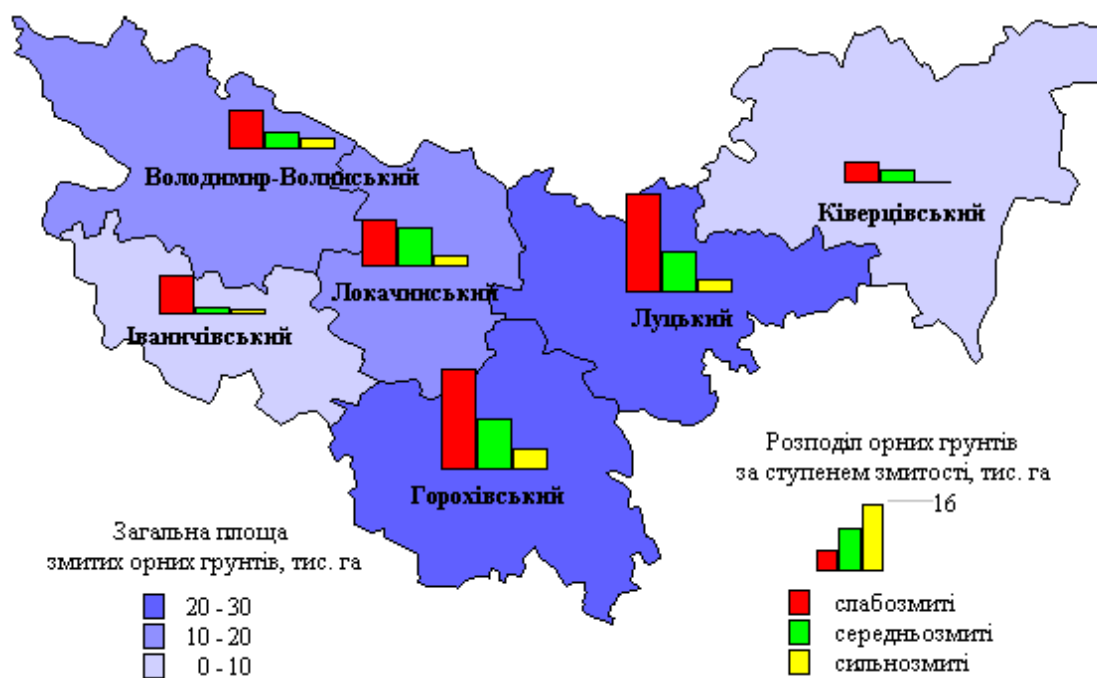 Володимир-Волинський
Ківерцівський
Локачинський
Луцький
Іваничівський
Горохівський
Розподіл орних грунтів
за ступенем змитості, тис. га
16
Загальна площа
змитих орних грунтів, тис. га
20 - 30
10 - 20
0 - 10
слабозмиті
середньозмиті
сильнозмиті